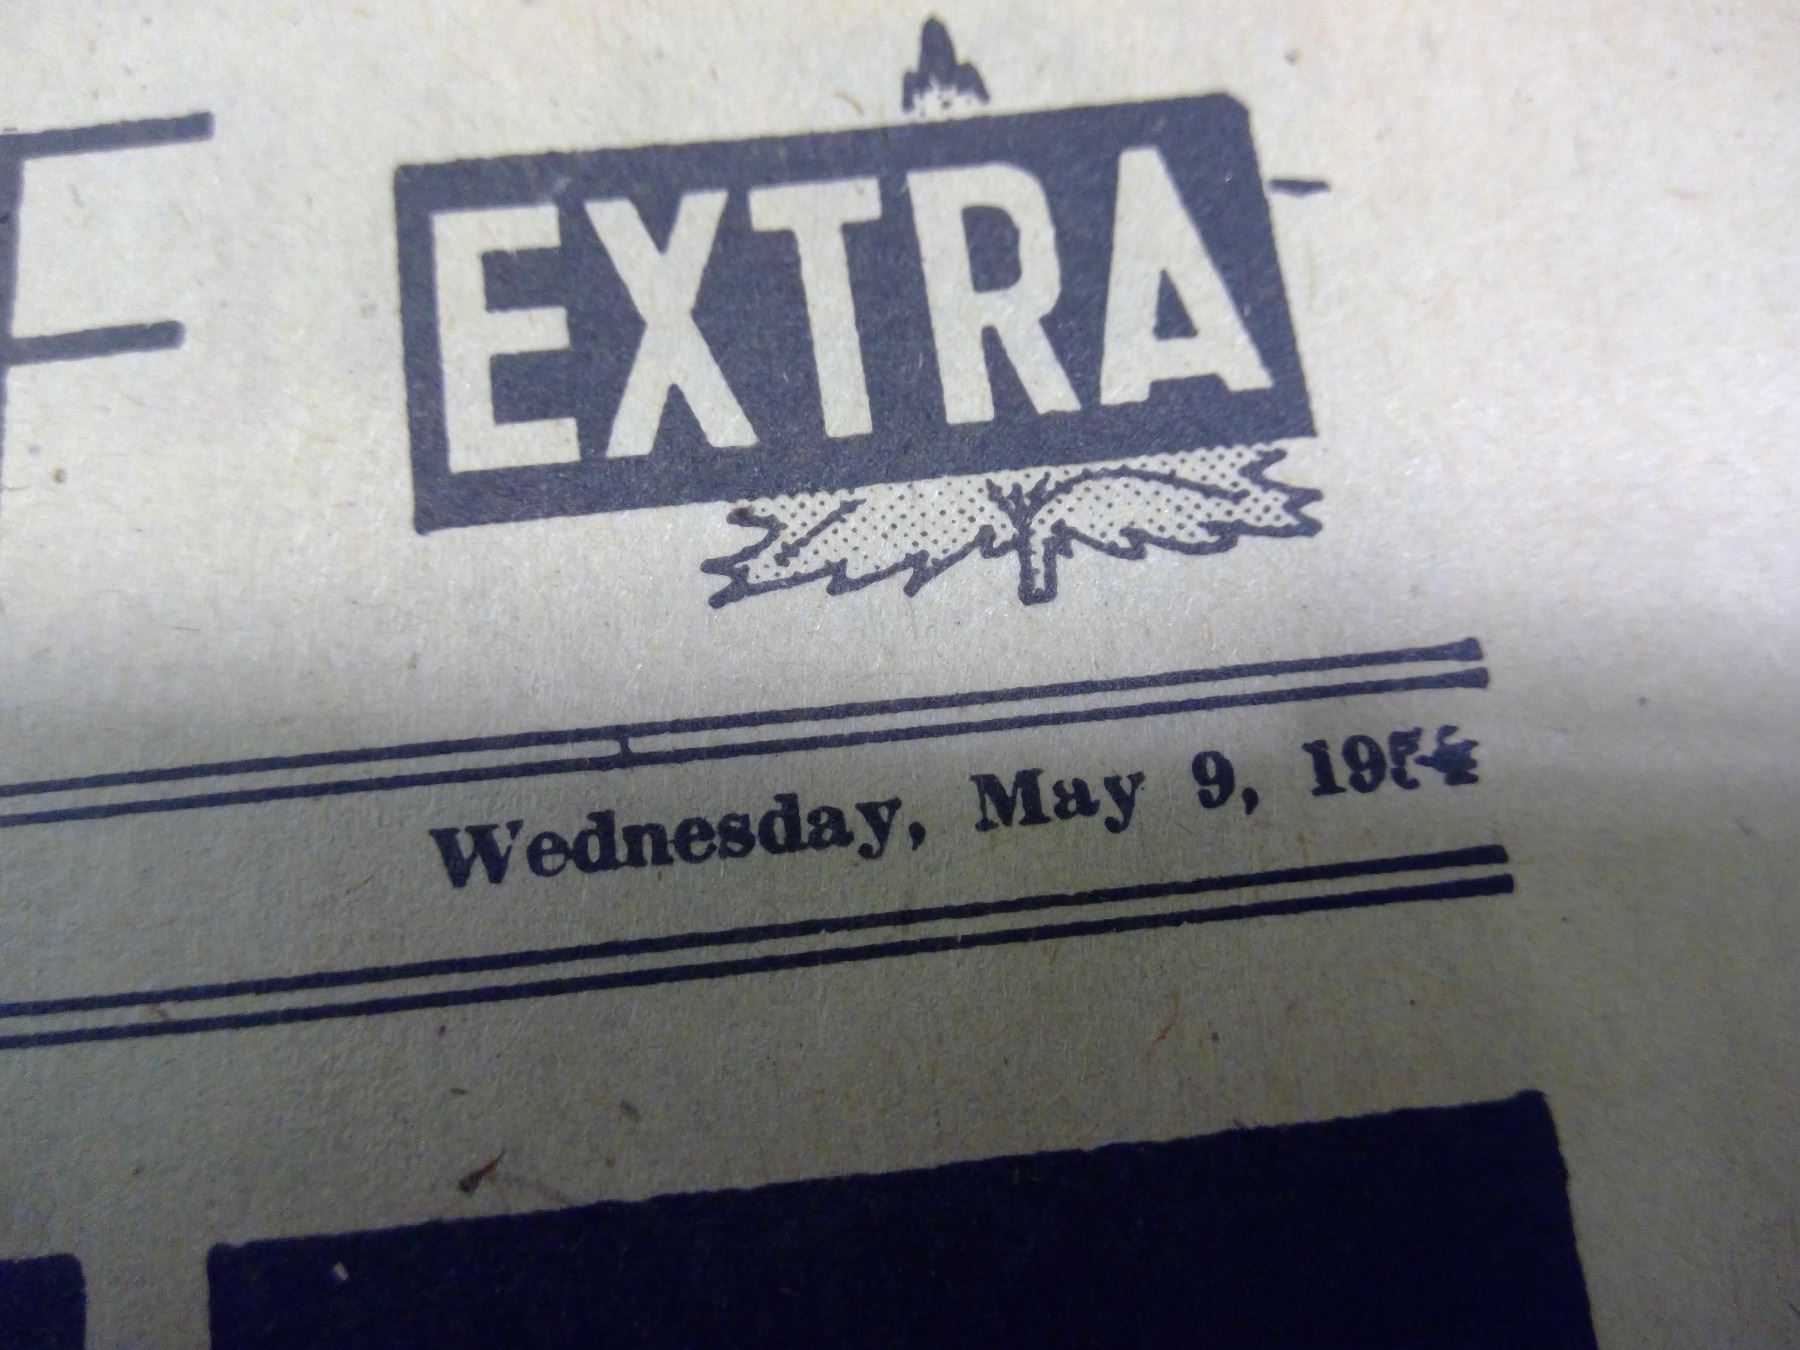 EXTRA
Wednesday, May 9,